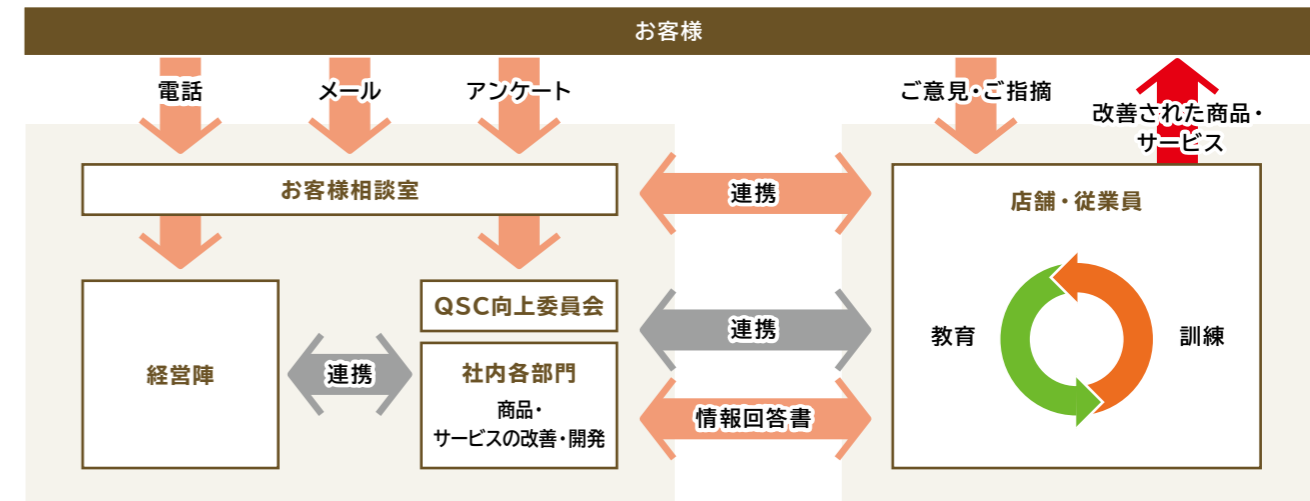 お客様
電話
メール
アンケート
ご意見・ご指摘
改善された商品・
サービス
お客様相談室
連携
店舗・従業員
QSC向上委員会
連携
教育
訓練
経営陣
連携
社内各部門
商品・
サービスの改善・開発
情報回答書